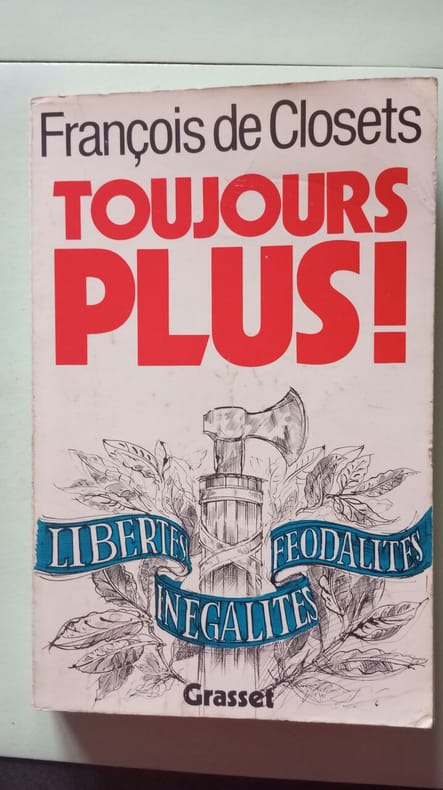 François de Closets
TOUJOURS
PLUS!
LIBERTES
INEGALITES
FEODALITES
Grasset